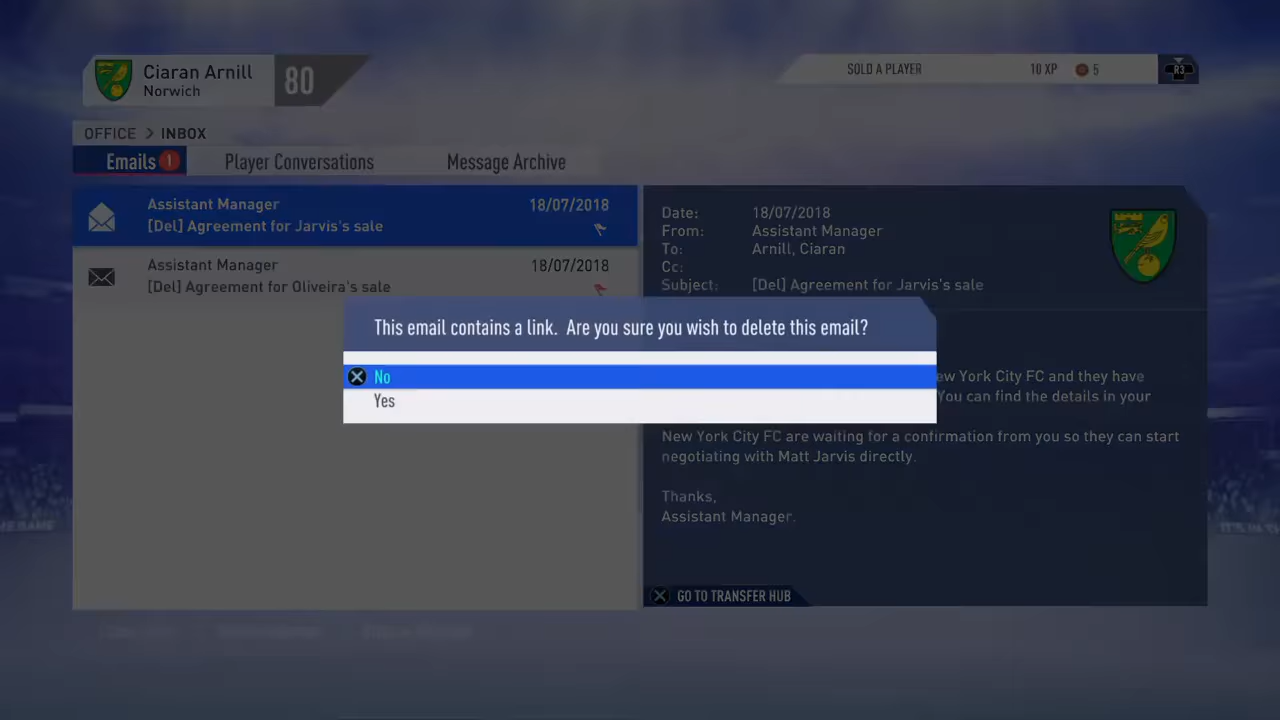 Ciaran Arnill
Norwich
80
SOLD A PLAYER 10 XP 5
R3
OFFICE > INBOX
Emails 1 Player Conversations Message Archive
Assistant Manager 18/07/2018
[Del] Agreement for Jarvis's sale
Assistant Manager 18/07/2018
[Del] Agreement for Oliveira's sale
Date: 18/07/2018
From: Assistant Manager
To: Arnill, Ciaran
Cc:
Subject: [Del] Agreement for Jarvis's sale
This email contains a link. Are you sure you wish to delete this email?
No
Yes
ew York City FC and they have
You can find the details in your
New York City FC are waiting for a confirmation from you so they can start
negotiating with Matt Jarvis directly.
Thanks,
Assistant Manager.
GO TO TRANSFER HUB